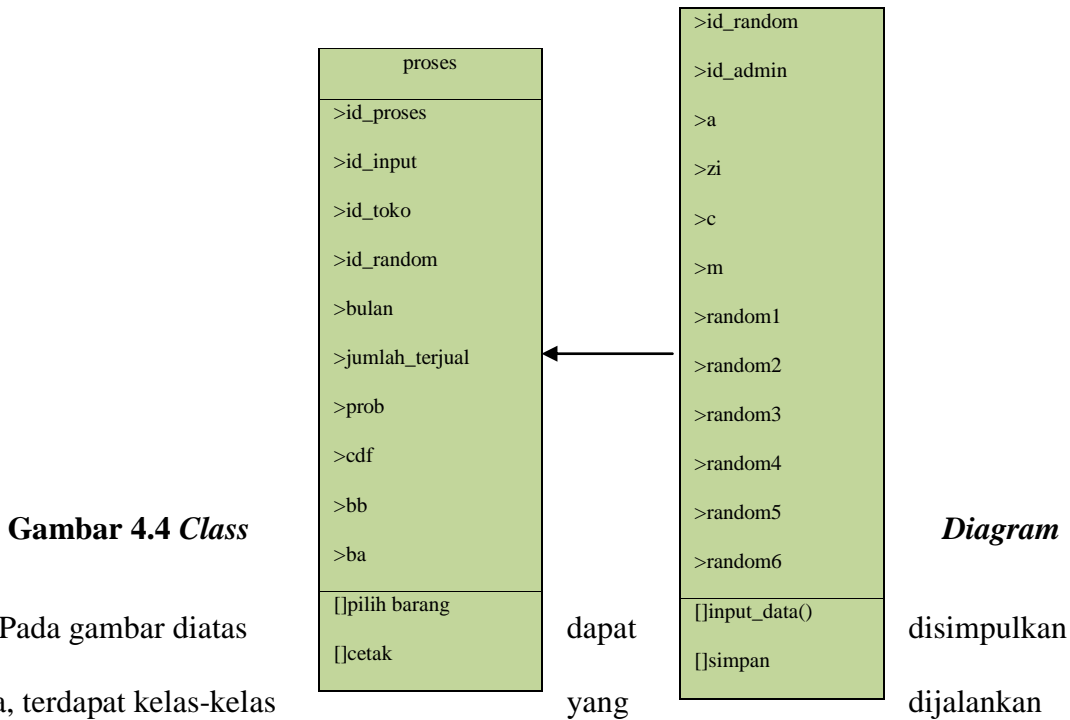 proses
>id_proses
>id_input
>id_toko
>id_random
>bulan
>jumlah_terjual
>prob
>cdf
>bb
>ba
[]pilih barang
[]cetak
>id_random
>id_admin
>a
>zi
>c
>m
>random1
>random2
>random3
>random4
>random5
>random6
[]input_data()
[]simpan
Gambar 4.4 Class Diagram
Pada gambar diatas dapat disimpulkan
a, terdapat kelas-kelas yang dijalankan